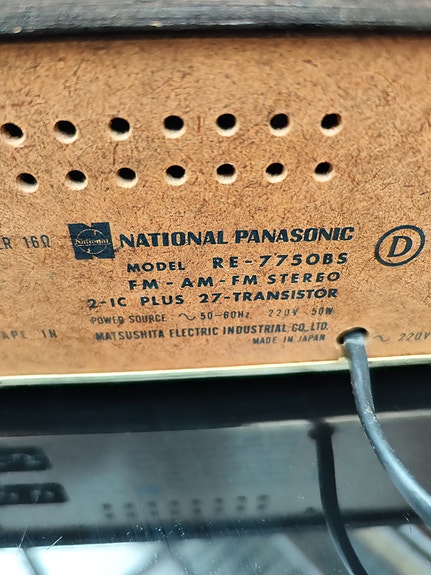 R 16Ω
National NATIONAL PANASONIC
D
MODEL RE-7750BS
FM-AM-FM STEREO
2-IC PLUS 27-TRANSISTOR
POWER SOURCE ∿ 50-60Hz 220V 50W
APE IN MATSUSHITA ELECTRIC INDUSTRIAL CO., LTD.
MADE IN JAPAN ∿ 220V